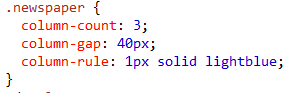 .newspaper {
  column-count: 3;
  column-gap: 40px;
  column-rule: 1px solid lightblue;
}